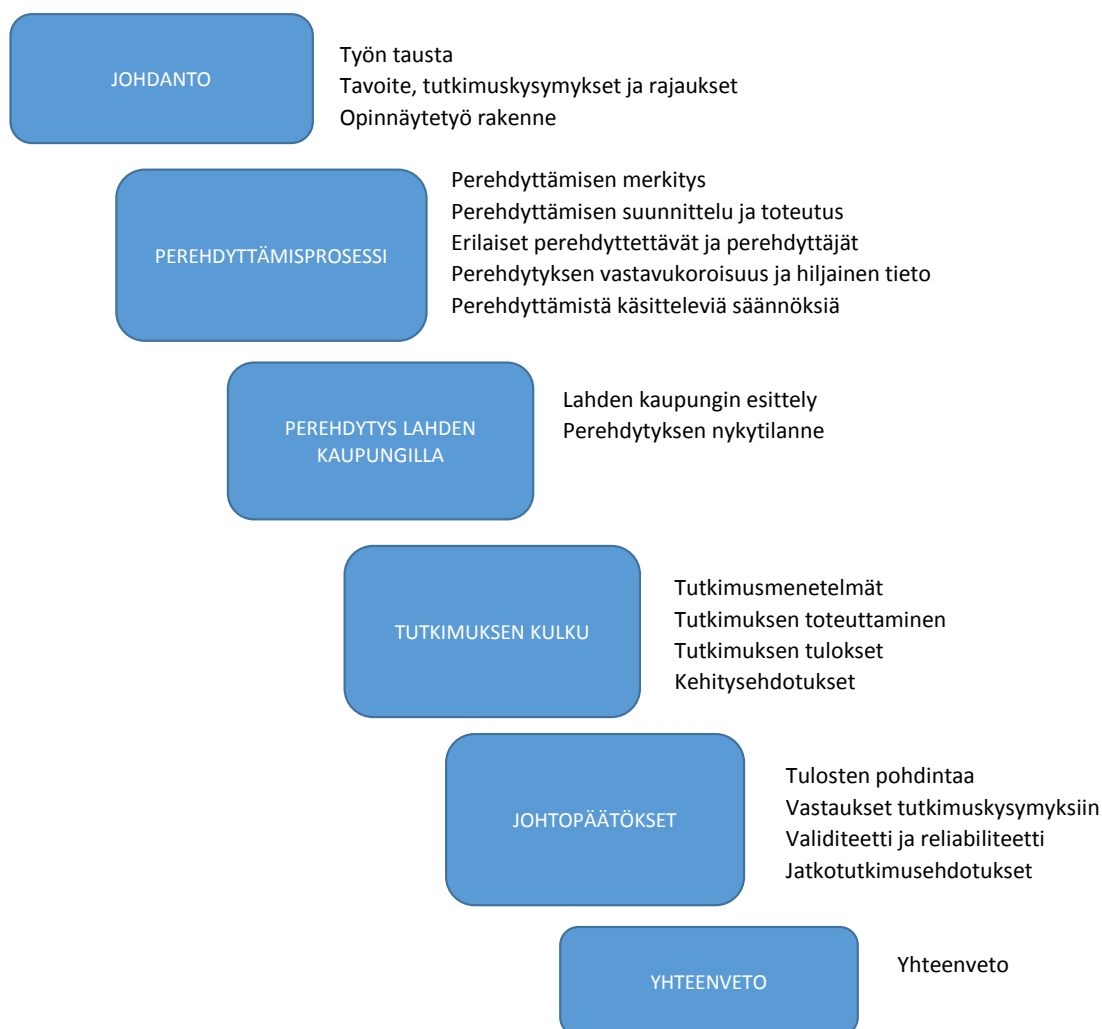 JOHDANTO
Työn tausta
Tavoite, tutkimuskysymykset ja rajaukset
Opinnäytetyö rakenne
PEREHDYTTÄMISPROSESSI
Perehdyttämisen merkitys
Perehdyttämisen suunnittelu ja toteutus
Erilaiset perehdyttettävät ja perehdyttäjät
Perehdytyksen vastavukoroisuus ja hiljainen tieto
Perehdyttämistä käsitteleviä säännöksiä
PEREHDYTYS LAHDEN
KAUPUNGILLA
Lahden kaupungin esittely
Perehdytyksen nykytilanne
TUTKIMUKSEN KULKU
Tutkimusmenetelmät
Tutkimuksen toteuttaminen
Tutkimuksen tulokset
Kehitysehdotukset
JOHTOPÄÄTÖKSET
Tulosten pohdintaa
Vastaukset tutkimuskysymyksiin
Validiteetti ja reliabiliteetti
Jatkotutkimusehdotukset
YHTEENVETO
Yhteenveto